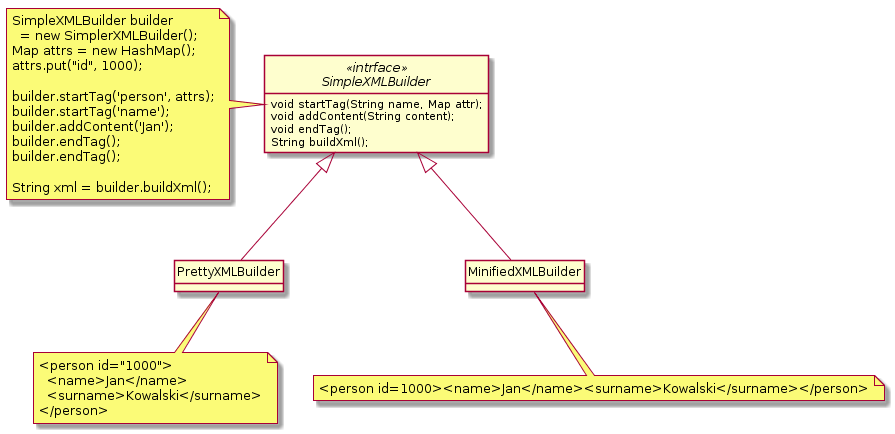 SimpleXMLBuilder builder
= new SimplerXMLBuilder();
Map attrs = new HashMap();
attrs.put("id", 1000);
builder.startTag('person', attrs);
builder.startTag('name');
builder.addContent('Jan');
builder.endTag();
builder.endTag();
String xml = builder.buildXml();
«intrface»
SimpleXMLBuilder
void startTag(String name, Map attr);
void addContent(String content);
void endTag();
String buildXml();
PrettyXMLBuilder
MinifiedXMLBuilder
<person id="1000">
<name>Jan</name>
<surname>Kowalski</surname>
</person>
<person id=1000><name>Jan</name><surname>Kowalski</surname></person>